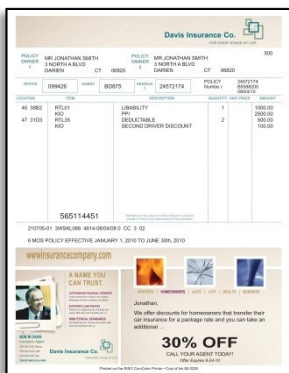 Davis Insurance Co.
FOR EVERY STAGE OF LIFE
POLICY OWNER 1
MR JONATHAN SMITH
3 NORTH A BLVD
DARIEN CT 06820
POLICY OWNER 2
MR JONATHAN SMITH
3 NORTH A BLVD
DARIEN CT 06820
OFFICE 099426 AGENT BD875 VEHICLE 1 24572174 POLICY Number 1 24572174
LOCATION ITEM DESCRIPTION QUANTITY UNIT PRICE AMOUNT
45 38B2 RTL01 LIBABILITY 1 1000.00
KIO PPI 2500.00
47 31D3 RTL35 DEDUCTABLE 2 500.00
KIO SECOND DRIVER DISCOUNT 100.00
565114451
6 MOS POLICY EFFECTIVE JANUARY 1, 2010 TO JUNE 30th, 2010
wwwinsurancecompany.com
A NAME YOU
CAN TRUST.
HOMEOWNERS AUTO LIFE HEALTH BUSINESS
Jonathan,
We offer discounts for homeowners that transfer their
car insurance for a package rate and you can take an
additional ...
30% OFF
CALL YOUR AGENT TODAY!
Davis Insurance Co.